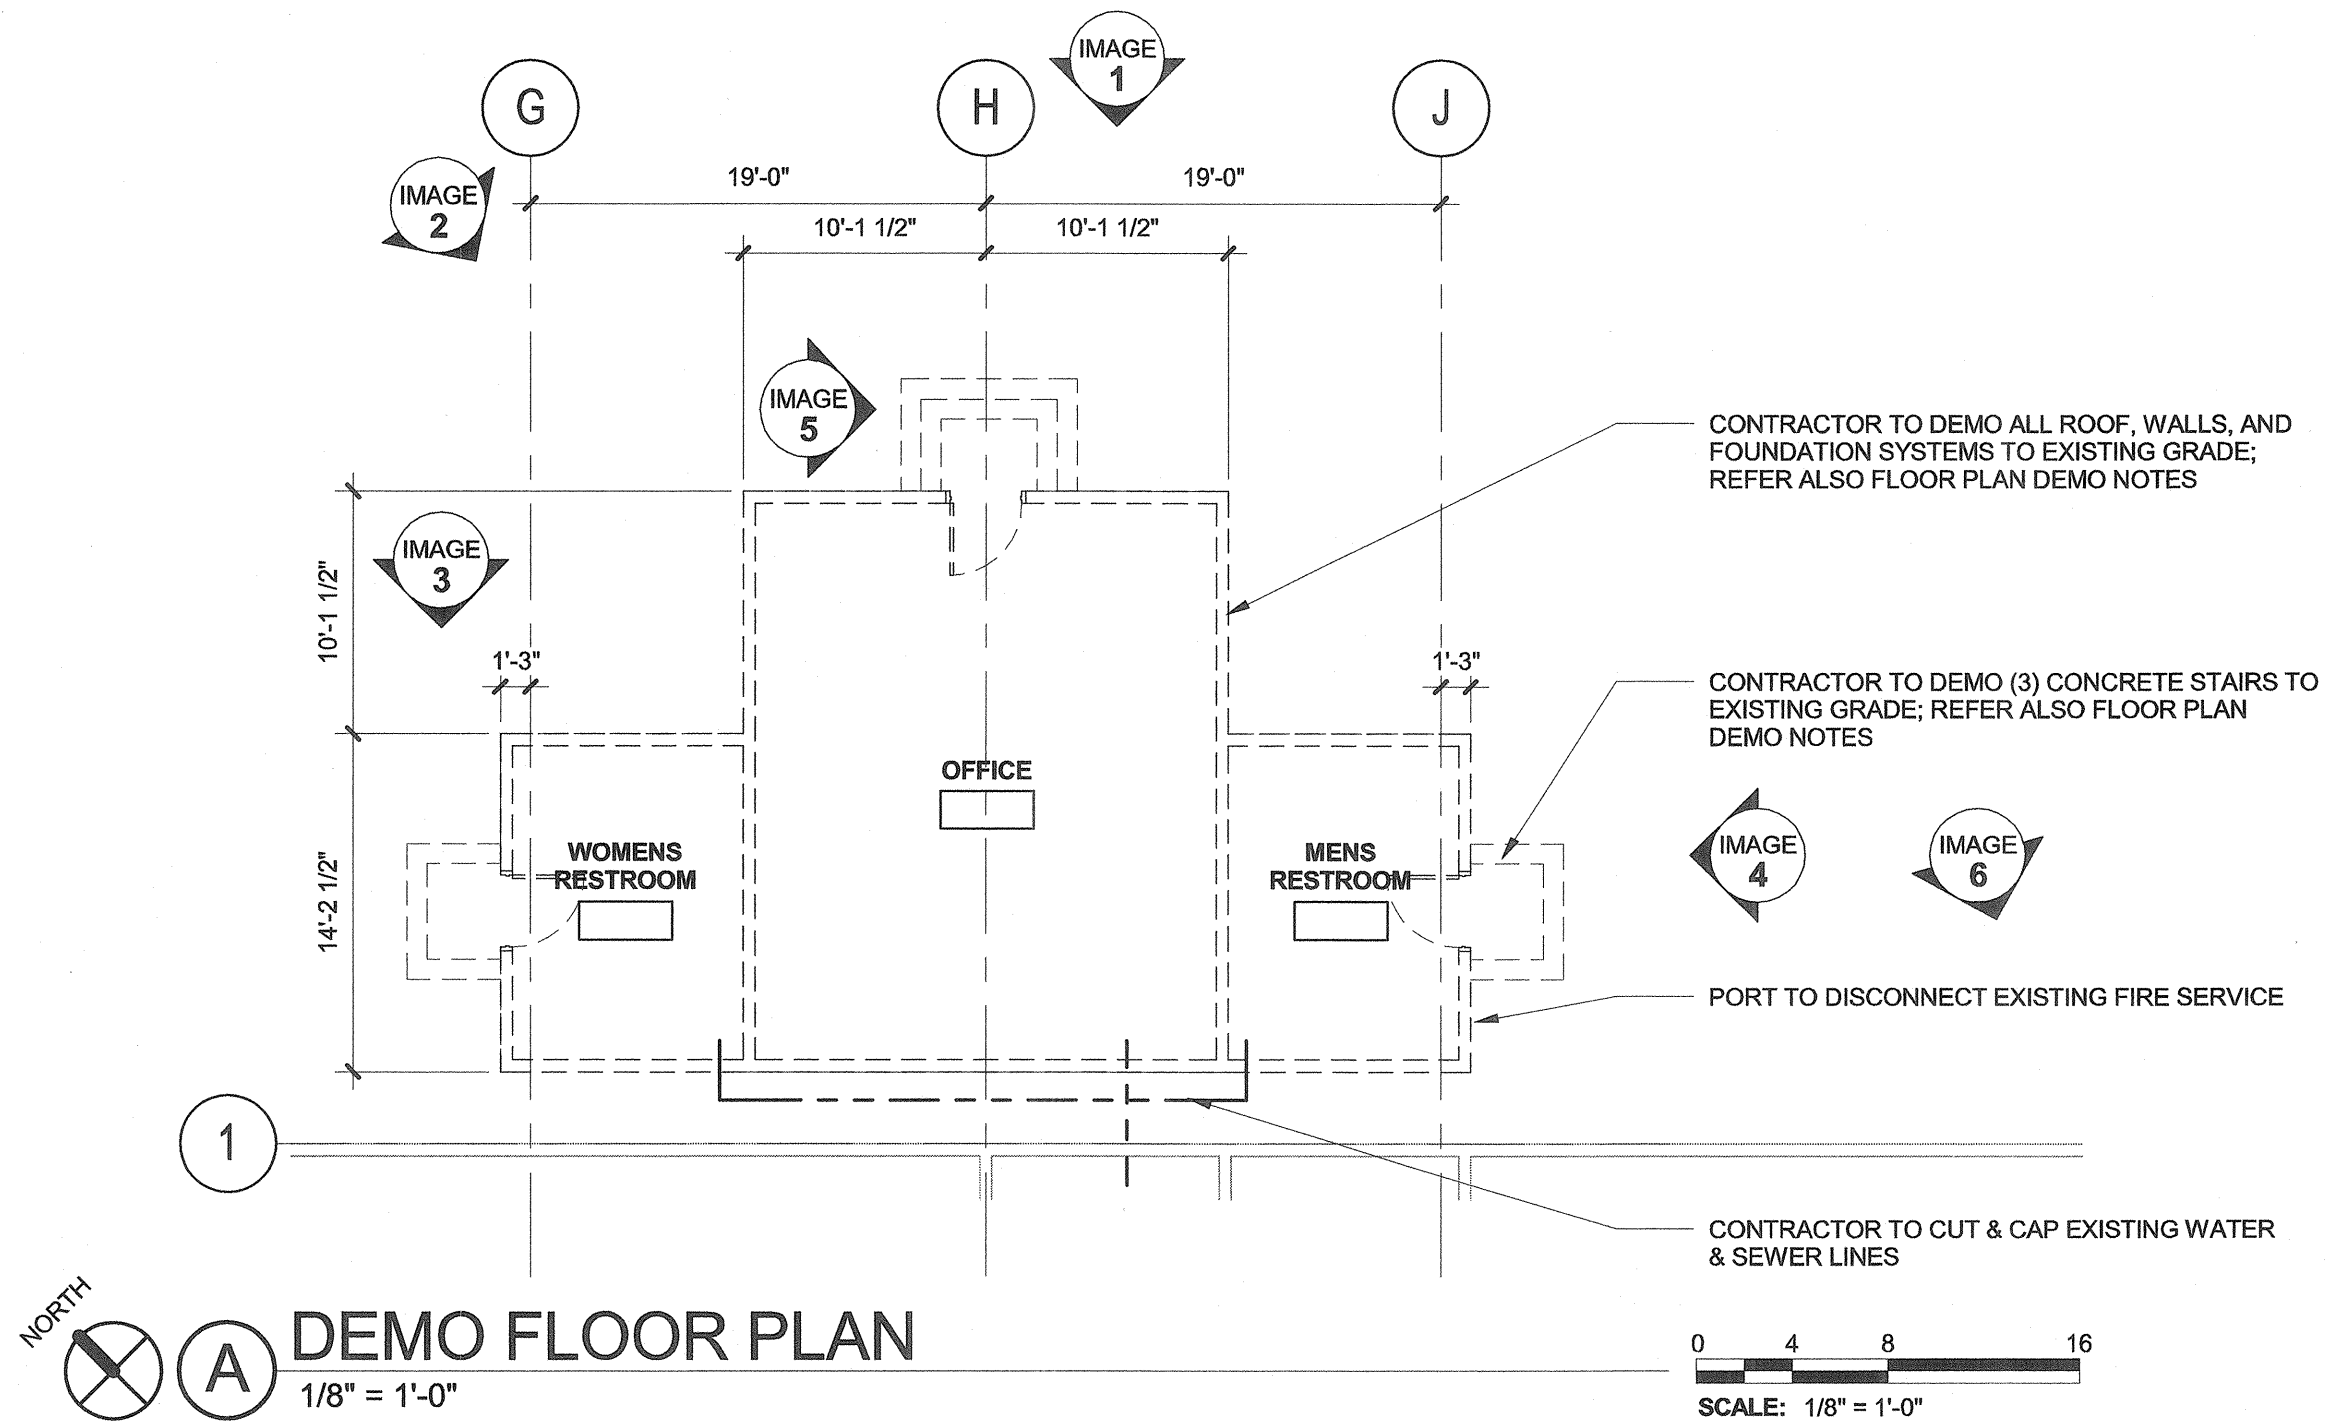 IMAGE
1
G
H
J
IMAGE
2
19'-0"
19'-0"
10'-1 1/2"
10'-1 1/2"
IMAGE
5
CONTRACTOR TO DEMO ALL ROOF, WALLS, AND
FOUNDATION SYSTEMS TO EXISTING GRADE;
REFER ALSO FLOOR PLAN DEMO NOTES
IMAGE
3
10'-1 1/2"
1'-3"
1'-3"
CONTRACTOR TO DEMO (3) CONCRETE STAIRS TO
EXISTING GRADE; REFER ALSO FLOOR PLAN
DEMO NOTES
OFFICE
WOMENS
RESTROOM
MENS
RESTROOM
IMAGE
4
IMAGE
6
14'-2 1/2"
PORT TO DISCONNECT EXISTING FIRE SERVICE
1
CONTRACTOR TO CUT & CAP EXISTING WATER
& SEWER LINES
NORTH
A
DEMO FLOOR PLAN
1/8" = 1'-0"
0 4 8 16
SCALE: 1/8" = 1'-0"